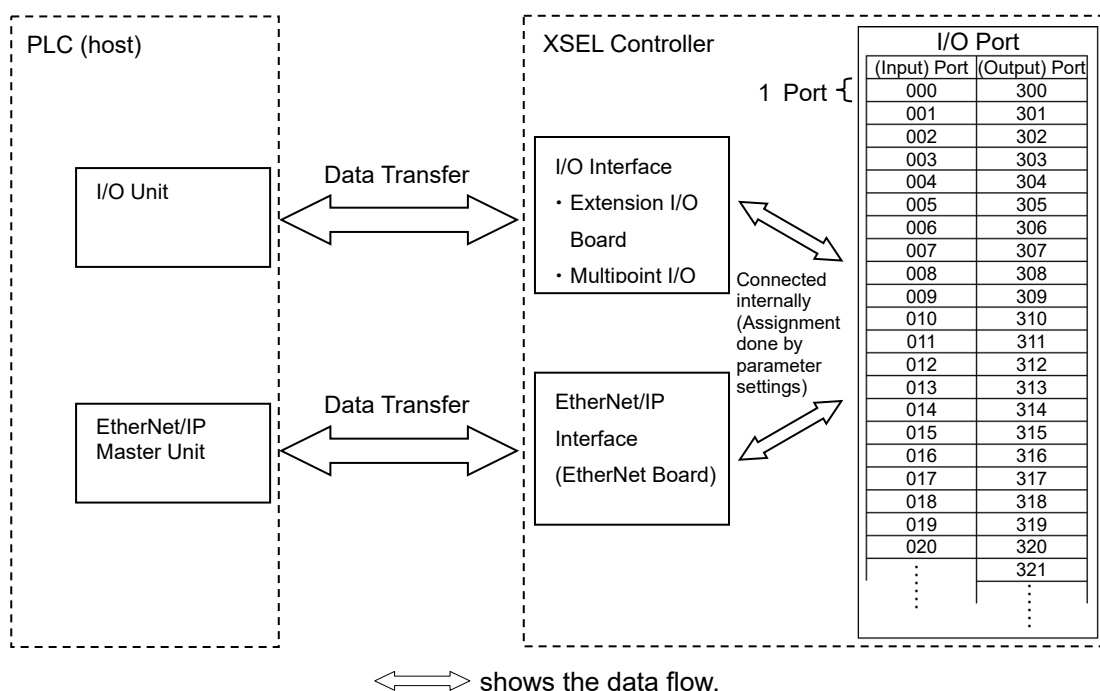 PLC (host)
XSEL Controller
I/O Port
(Input) Port (Output) Port
1 Port
000 300
001 301
002 302
003 303
004 304
005 305
006 306
007 307
008 308
009 309
010 310
011 311
012 312
013 313
014 314
015 315
016 316
017 317
018 318
019 319
020 320
321
I/O Unit
Data Transfer
I/O Interface
・Extension I/O
Board
・Multipoint I/O
Connected
internally
(Assignment
done by
parameter
settings)
EtherNet/IP
Master Unit
Data Transfer
EtherNet/IP
Interface
(EtherNet Board)
shows the data flow.